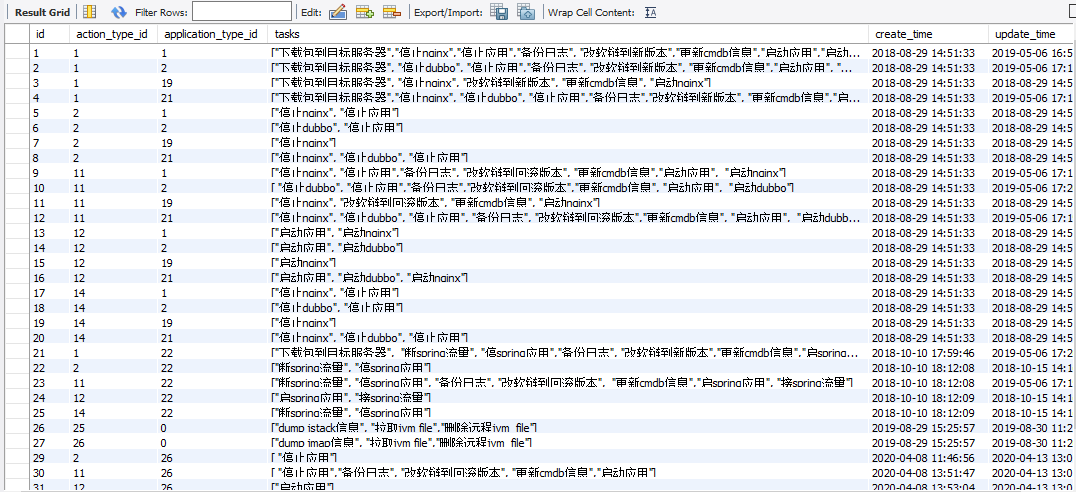 Result Grid Filter Rows: Edit: Export/Import: Wrap Cell Content:
id action_type_id application_type_id tasks create_time update_time
1 1 1 ["下载包到目标服务器","停止nginx","停止应用","备份日志","改软链到新版本","更新cmdb信息","启动应用","启动... 2018-08-29 14:51:33 2019-05-06 16:5
2 1 2 ["下载包到目标服务器","停止dubbo", "停止应用","备份日志", "改软链到新版本", "更新cmdb信息","启动应用", "... 2018-08-29 14:51:33 2019-05-06 17:1
3 1 19 ["下载包到目标服务器","停止nginx", "改软链到新版本", "更新cmdb信息", "启动nginx"] 2018-08-29 14:51:33 2018-08-29 14:5
4 1 21 ["下载包到目标服务器","停止nginx", "停止dubbo", "停止应用","备份日志", "改软链到新版本", "更新cmdb信息","启... 2018-08-29 14:51:33 2019-05-06 17:1
5 2 1 ["停止nginx", "停止应用"] 2018-08-29 14:51:33 2018-08-29 14:5
6 2 2 ["停止dubbo", "停止应用"] 2018-08-29 14:51:33 2018-08-29 14:5
7 2 19 ["停止nginx"] 2018-08-29 14:51:33 2018-08-29 14:5
8 2 21 ["停止nginx", "停止dubbo", "停止应用"] 2018-08-29 14:51:33 2018-08-29 14:5
9 11 1 ["停止nginx", "停止应用","备份日志", "改软链到回滚版本", "更新cmdb信息","启动应用", "启动nginx"] 2018-08-29 14:51:33 2019-05-06 17:1
10 11 2 [ "停止dubbo", "停止应用", "备份日志", "改软链到回滚版本","更新cmdb信息", "启动应用", "启动dubbo"] 2018-08-29 14:51:33 2019-05-06 17:2
11 11 19 ["停止nginx", "改软链到回滚版本", "更新cmdb信息", "启动nginx"] 2018-08-29 14:51:33 2018-08-29 14:5
12 11 21 ["停止nginx", "停止dubbo", "停止应用", "备份日志", "改软链到回滚版本","更新cmdb信息", "启动应用", "启动dubb... 2018-08-29 14:51:33 2019-05-06 17:1
13 12 1 ["启动应用", "启动nginx"] 2018-08-29 14:51:33 2018-08-29 14:5
14 12 2 ["启动应用", "启动dubbo"] 2018-08-29 14:51:33 2018-08-29 14:5
15 12 19 ["启动nginx"] 2018-08-29 14:51:33 2018-08-29 14:5
16 12 21 ["启动应用", "启动dubbo", "启动nginx"] 2018-08-29 14:51:33 2018-08-29 14:5
17 14 1 ["停止nginx", "停止应用"] 2018-08-29 14:51:33 2018-08-29 14:5
18 14 2 ["停止dubbo", "停止应用"] 2018-08-29 14:51:33 2018-08-29 14:5
19 14 19 ["停止nginx"] 2018-08-29 14:51:33 2018-08-29 14:5
20 14 21 ["停止nginx", "停止dubbo", "停止应用"] 2018-08-29 14:51:33 2018-08-29 14:5
21 1 22 ["下载包到目标服务器", "断spring流量", "停spring应用","备份日志", "改软链到新版本","更新cmdb信息", "启spring... 2018-10-10 17:59:46 2019-05-06 17:2
22 2 22 ["断spring流量", "停spring应用"] 2018-10-10 18:12:08 2018-10-15 14:1
23 11 22 ["断spring流量", "停spring应用", "备份日志", "改软链到回滚版本", "更新cmdb信息","启spring应用", "接spring流量"] 2018-10-10 18:12:08 2019-05-06 17:1
24 12 22 ["启spring应用", "接spring流量"] 2018-10-10 18:12:09 2018-10-15 14:1
25 14 22 ["断spring流量", "停spring应用"] 2018-10-10 18:12:09 2018-10-15 14:1
26 25 0 ["dump jstack信息", "拉取jvm file","删除远程jvm file"] 2019-08-29 15:25:57 2019-08-30 11:2
27 26 0 ["dump jmap信息", "拉取jvm file","删除远程jvm file"] 2019-08-29 15:25:57 2019-08-30 11:2
29 2 26 [ "停止应用"] 2020-04-08 11:46:56 2020-04-13 13:0
30 11 26 [ "停止应用","备份日志", "改软链到回滚版本", "更新cmdb信息","启动应用"] 2020-04-08 13:51:47 2020-04-13 13:0
31 12 26 ["启动应用"] 2020-04-08 13:53:04 2020-04-13 13:0